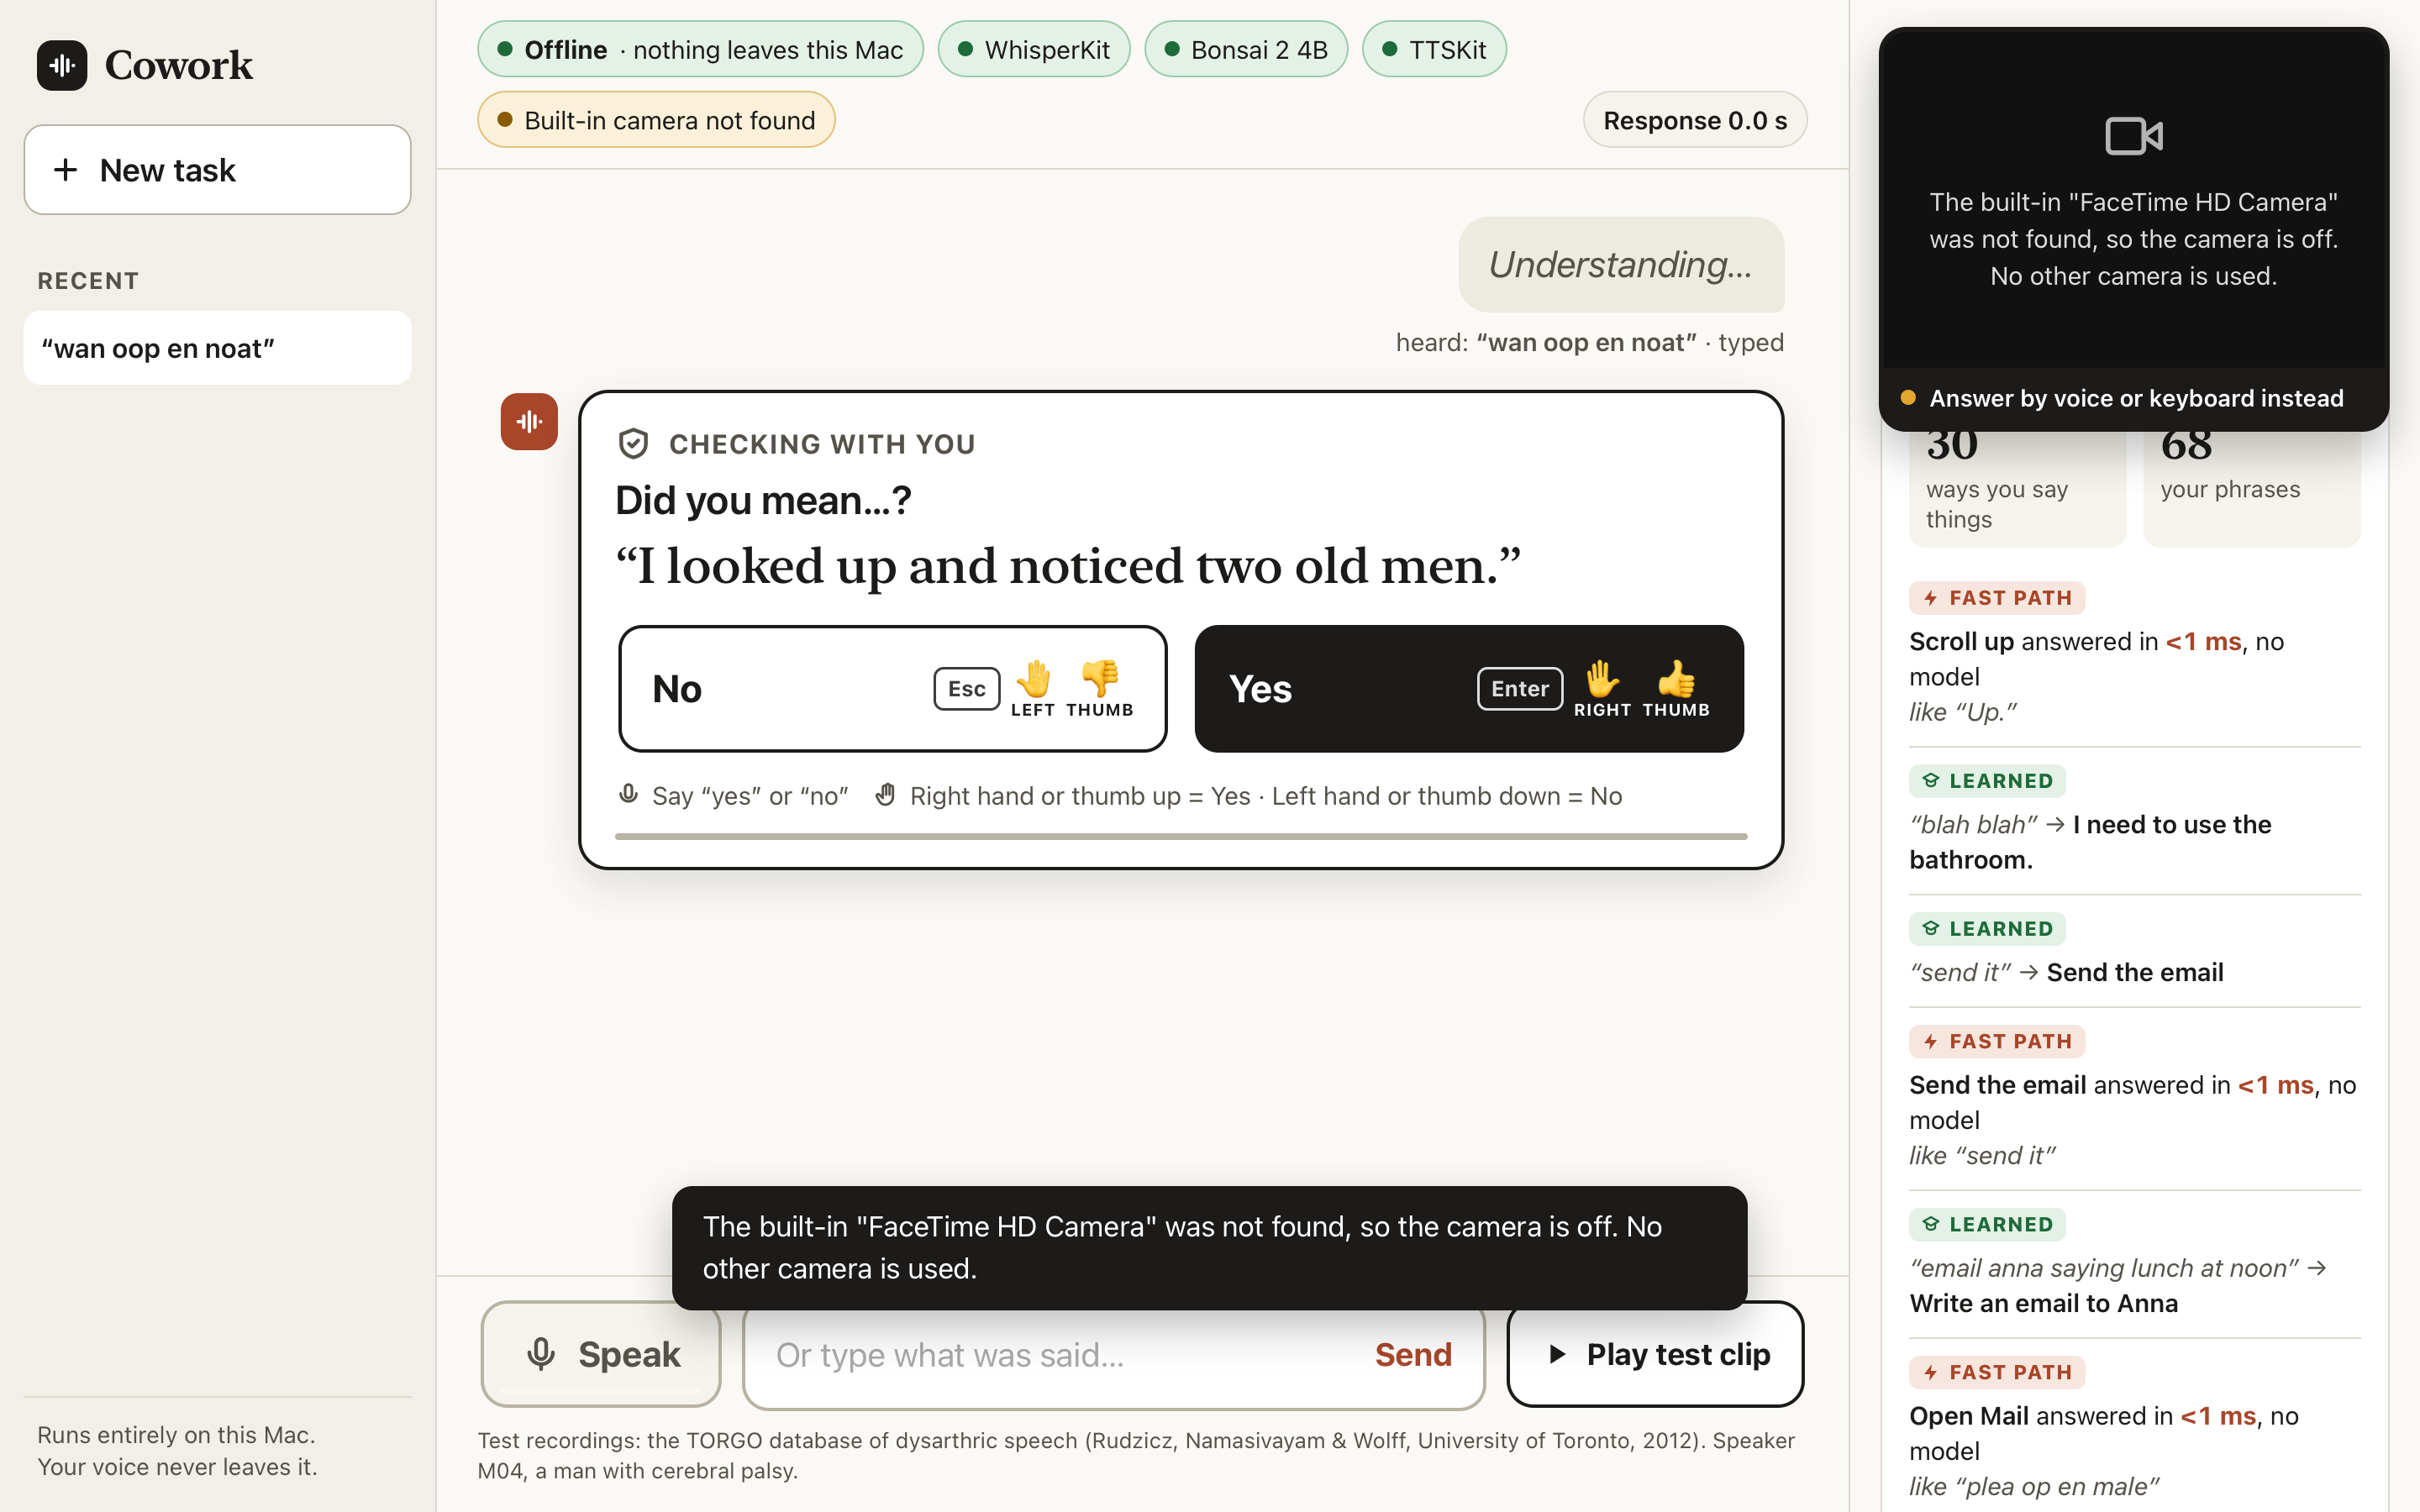 Cowork
New task
RECENT
“wan oop en noat”
Runs entirely on this Mac.
Your voice never leaves it.
Offline · nothing leaves this Mac
WhisperKit
Bonsai 2 4B
TTSKit
Built-in camera not found
Response 0.0 s
Understanding...
heard: “wan oop en noat” · typed
CHECKING WITH YOU
Did you mean...?
“I looked up and noticed two old men.”
No
Esc
LEFT
THUMB
Yes
Enter
RIGHT
THUMB
Say “yes” or “no”
Right hand or thumb up = Yes · Left hand or thumb down = No
The built-in "FaceTime HD Camera" was not found, so the camera is off. No
other camera is used.
Speak
Or type what was said...
Send
Play test clip
Test recordings: the TORGO database of dysarthric speech (Rudzicz, Namasivayam & Wolff, University of Toronto, 2012). Speaker
M04, a man with cerebral palsy.
The built-in "FaceTime HD Camera"
was not found, so the camera is off.
No other camera is used.
Answer by voice or keyboard instead
30
ways you say
things
68
your phrases
FAST PATH
Scroll up answered in <1 ms, no
model
like “Up.”
LEARNED
“blah blah” → I need to use the
bathroom.
LEARNED
“send it” → Send the email
FAST PATH
Send the email answered in <1 ms, no
model
like “send it”
LEARNED
“email anna saying lunch at noon” →
Write an email to Anna
FAST PATH
Open Mail answered in <1 ms, no
model
like “plea op en male”